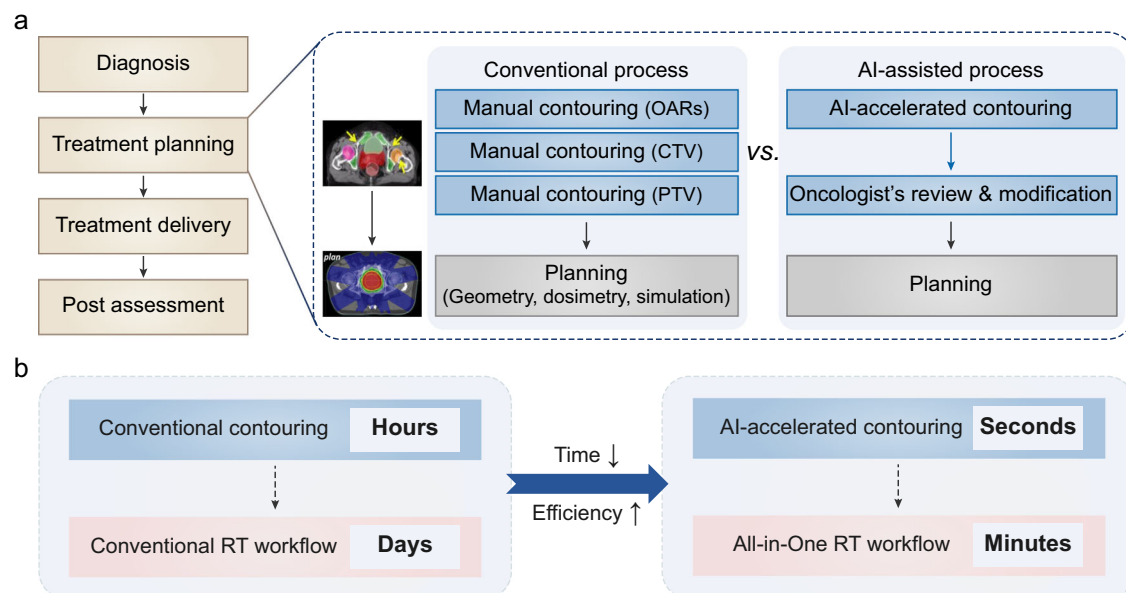 a
Diagnosis
Treatment planning
Treatment delivery
Post assessment
plan
Conventional process
Manual contouring (OARs)
Manual contouring (CTV)
Manual contouring (PTV)
Planning
(Geometry, dosimetry, simulation)
vs.
AI-assisted process
AI-accelerated contouring
Oncologist’s review & modification
Planning
b
Conventional contouring Hours
Conventional RT workflow Days
Time ↓
Efficiency ↑
AI-accelerated contouring Seconds
All-in-One RT workflow Minutes